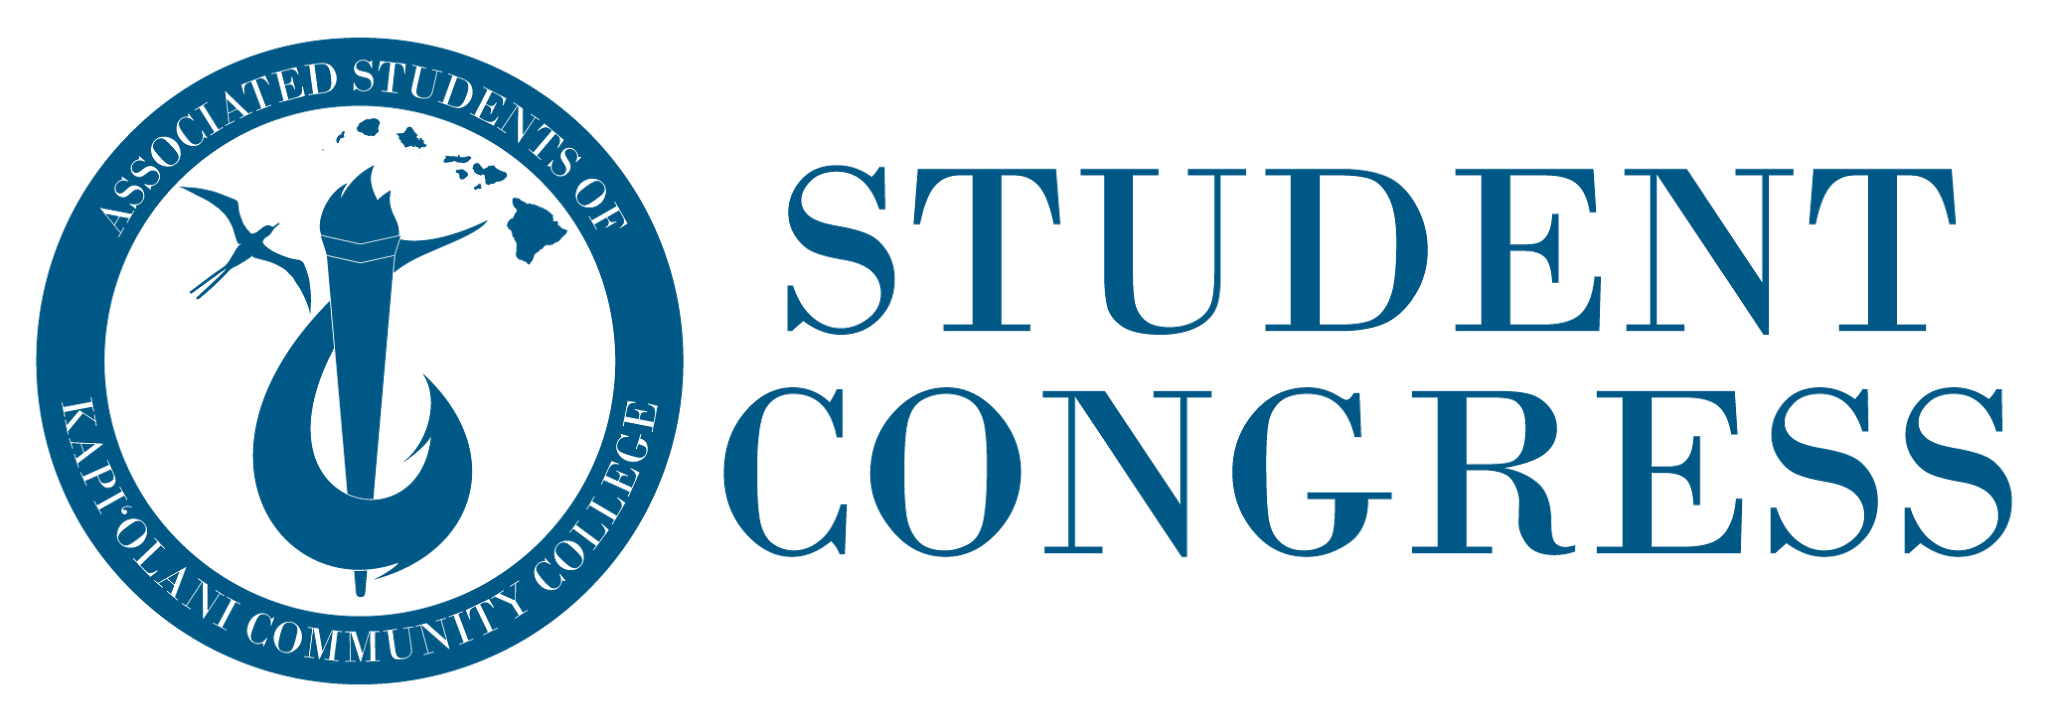 ASSOCIATED STUDENTS OF
KAPI‘OLANI COMMUNITY COLLEGE
STUDENT
CONGRESS